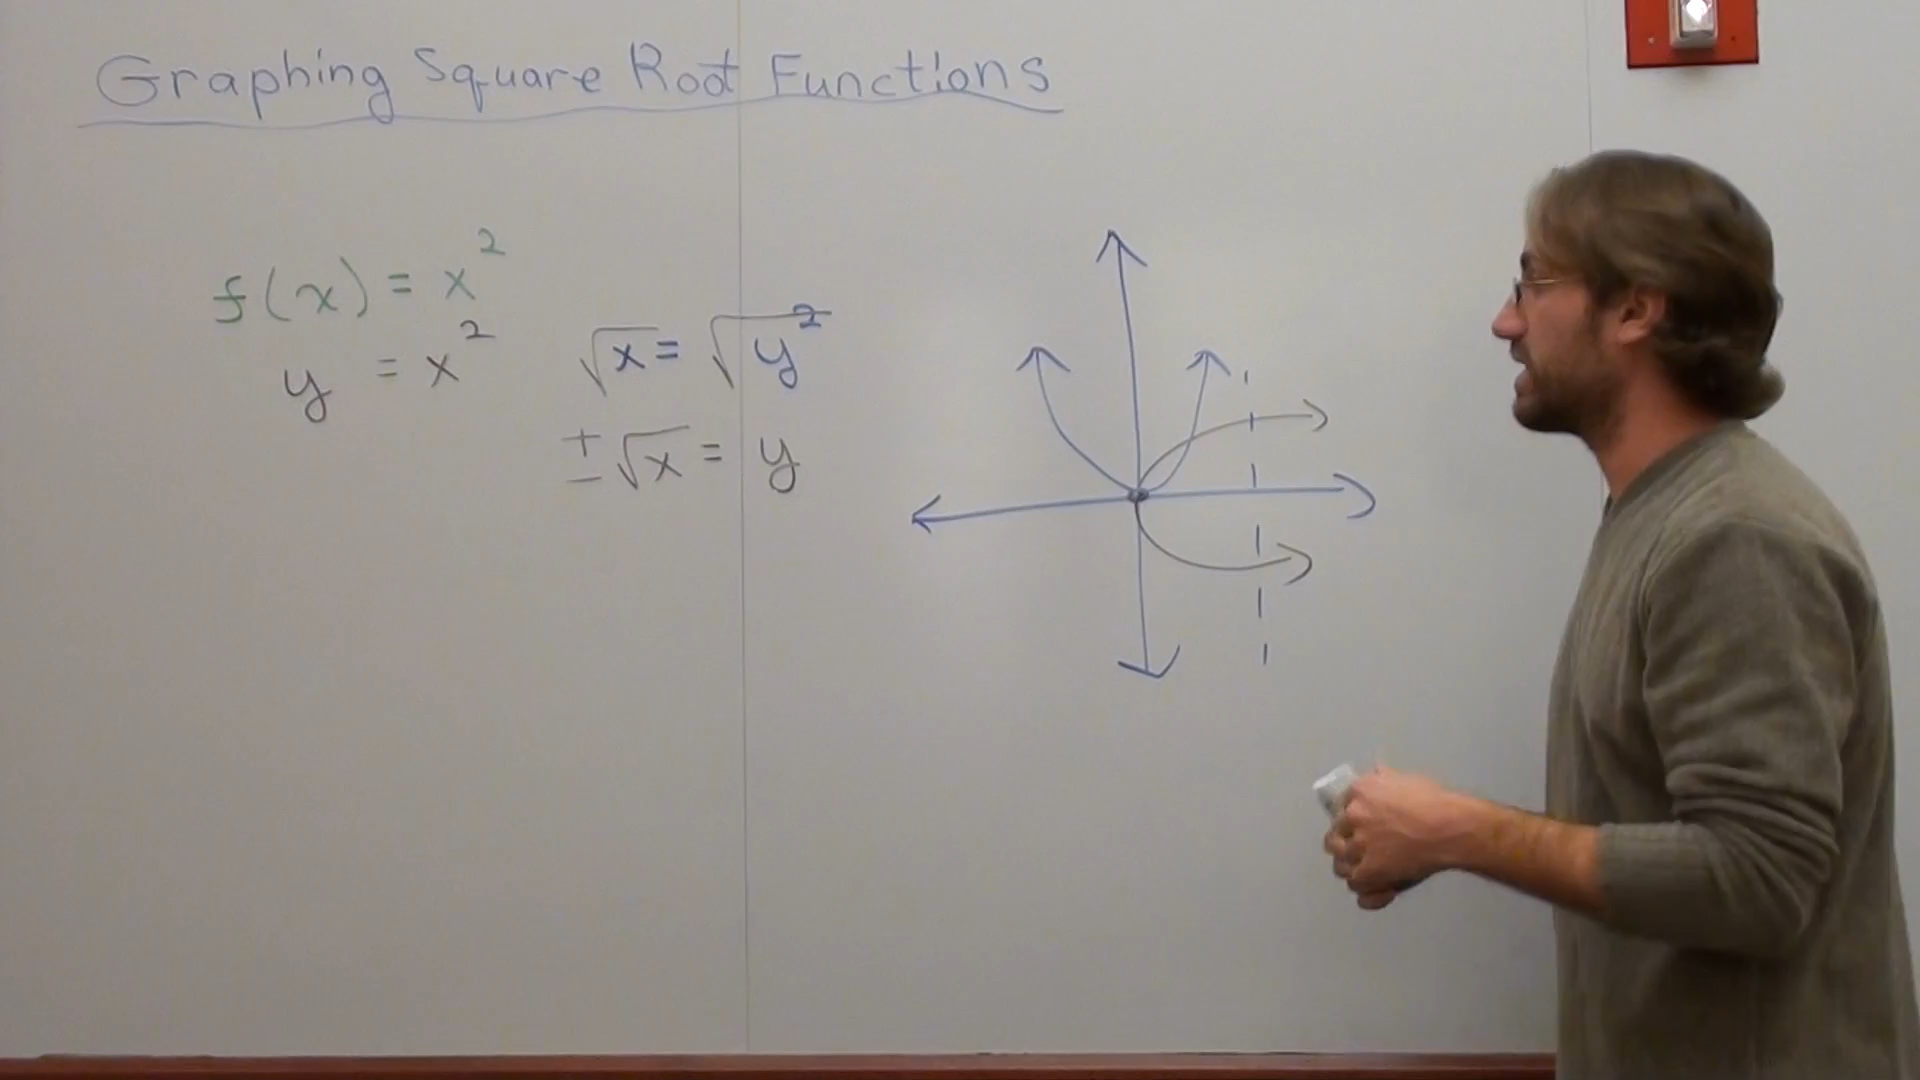 Graphing Square Root Functions
f(x) = x²
y = x²
√x = √y²
±√x = y